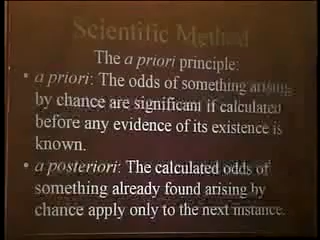 Scientific Method
The a priori principle:
• a priori: The odds of something arising
by chance are significant if calculated
before any evidence of its existence is
known.
• a posteriori: The calculated odds of
something already found arising by
chance apply only to the next instance.